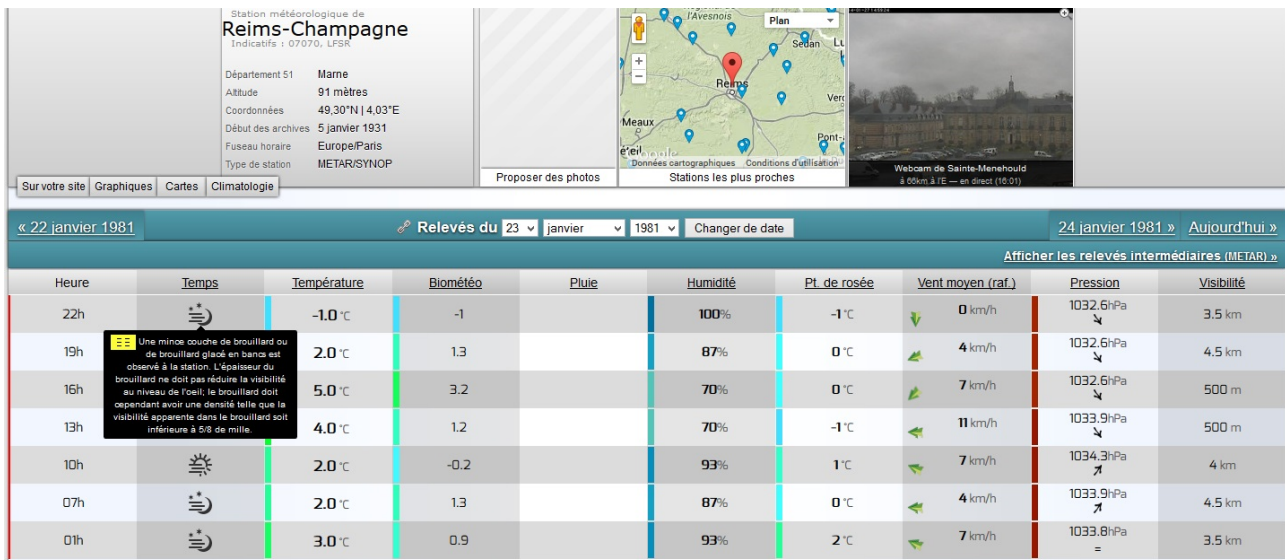 Station météorologique de
Reims-Champagne
Indicatifs : 07070, LFSR
Département 51 Marne
Altitude 91 mètres
Coordonnées 49,30°N | 4,03°E
Début des archives 5 janvier 1931
Fuseau horaire Europe/Paris
Type de station METAR/SYNOP
Sur votre site Graphiques Cartes Climatologie
Proposer des photos
l'Avesnois
Plan
Sedan
Reims
Meaux
Données cartographiques Conditions d'utilisation
Stations les plus proches
Webcam de Sainte-Menehould
à 66km à l'E — en direct (16:01)
« 22 janvier 1981
Relevés du 23 janvier 1981 Changer de date
24 janvier 1981 » Aujourd'hui »
Afficher les relevés intermédiaires (METAR) »
Heure Temps Température Biométéo Pluie Humidité Pt. de rosée Vent moyen (raf.) Pression Visibilité
22h -1.0 °C -1 100% -1 °C 0 km/h 1032.6hPa 3.5 km
19h 2.0 °C 1.3 87% 0 °C 4 km/h 1032.6hPa 4.5 km
16h 5.0 °C 3.2 70% 0 °C 7 km/h 1032.6hPa 500 m
13h 4.0 °C 1.2 70% -1 °C 11 km/h 1033.9hPa 500 m
10h 2.0 °C -0.2 93% 1 °C 7 km/h 1034.3hPa 4 km
07h 2.0 °C 1.3 87% 0 °C 4 km/h 1033.9hPa 4.5 km
01h 3.0 °C 0.9 93% 2 °C 7 km/h 1033.8hPa = 3.5 km
Une mince couche de brouillard ou
de brouillard glacé en bancs est
observé à la station. L'épaisseur du
brouillard ne doit pas réduire la visibilité
au niveau de l'oeil; le brouillard doit
cependant avoir une densité telle que la
visibilité apparente dans le brouillard soit
inférieure à 5/8 de mille.